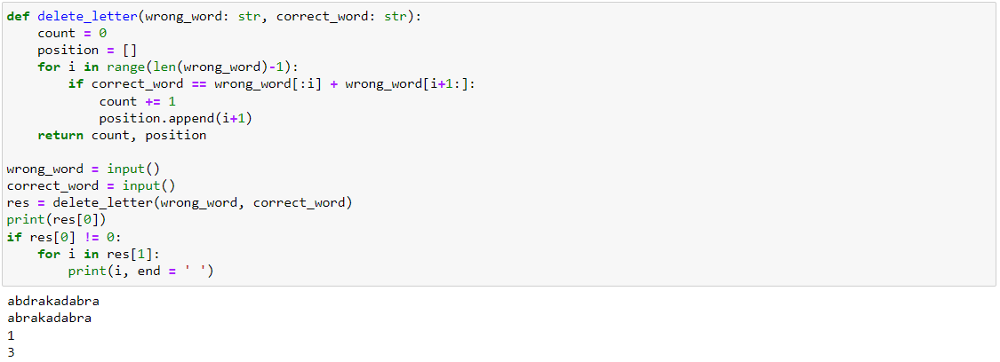 def delete_letter(wrong_word: str, correct_word: str):
    count = 0
    position = []
    for i in range(len(wrong_word)-1):
        if correct_word == wrong_word[:i] + wrong_word[i+1:]:
            count += 1
            position.append(i+1)
    return count, position

wrong_word = input()
correct_word = input()
res = delete_letter(wrong_word, correct_word)
print(res[0])
if res[0] != 0:
    for i in res[1]:
        print(i, end = ' ')
abdrakadabra
abrakadabra
1
3